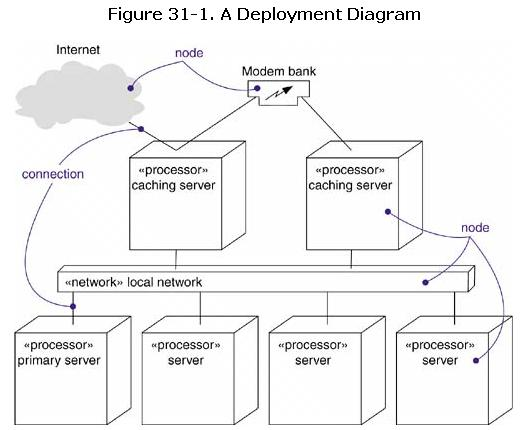 Figure 31-1. A Deployment Diagram
Internet
node
Modem bank
«processor»
caching server
«processor»
caching server
connection
node
«network» local network
«processor»
primary server
«processor»
server
«processor»
server
«processor»
server